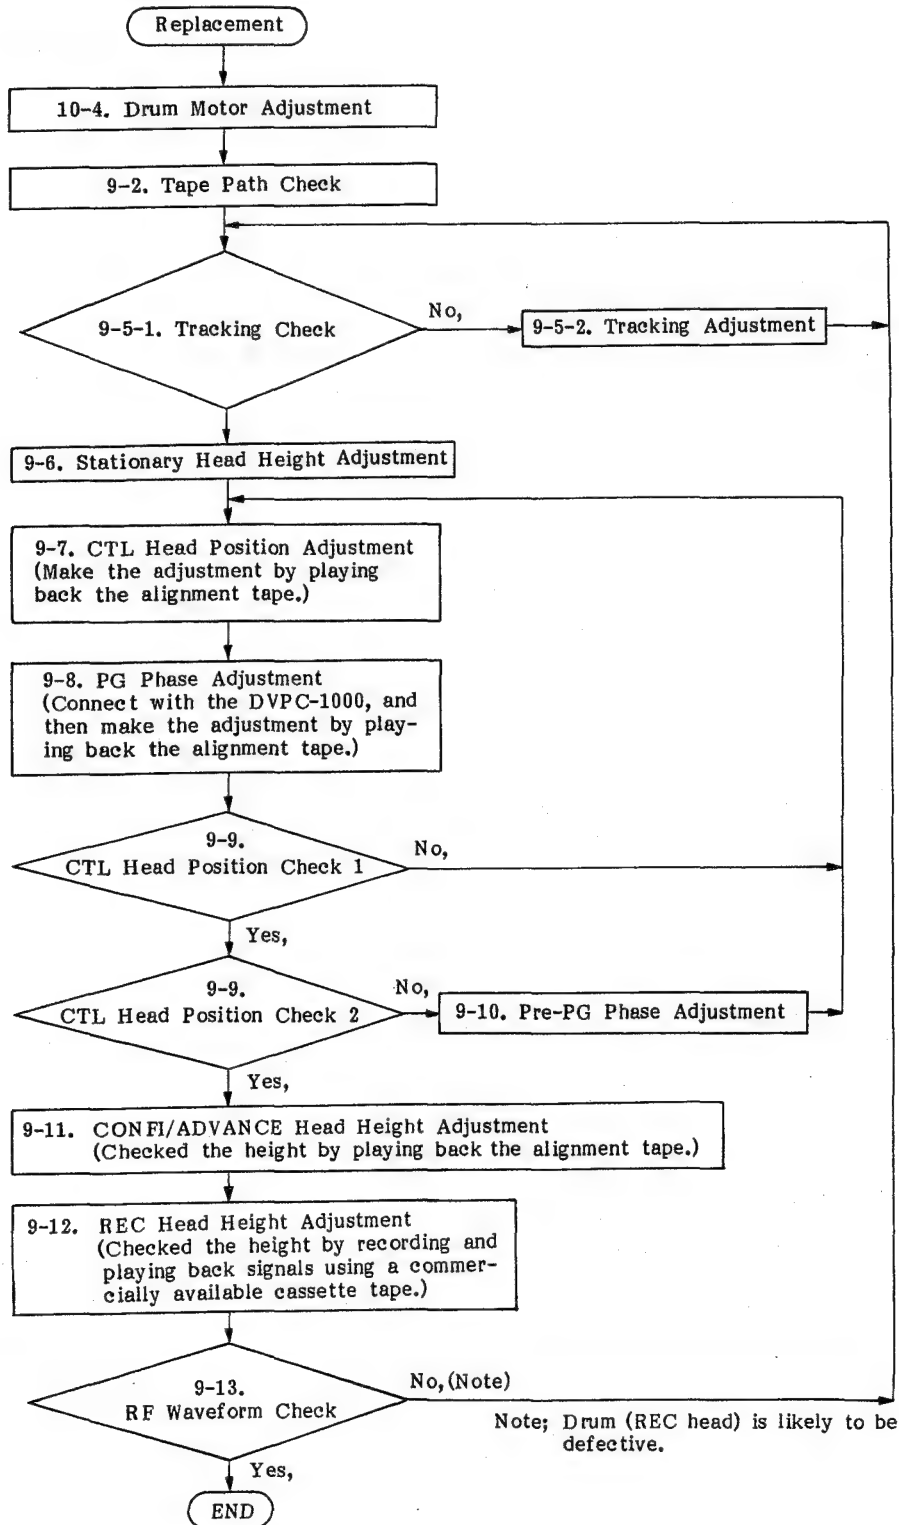 Replacement
10-4. Drum Motor Adjustment
9-2. Tape Path Check
9-5-1. Tracking Check
No,
9-5-2. Tracking Adjustment
9-6. Stationary Head Height Adjustment
9-7. CTL Head Position Adjustment
(Make the adjustment by playing
back the alignment tape.)
9-8. PG Phase Adjustment
(Connect with the DVPC-1000, and
then make the adjustment by play-
ing back the alignment tape.)
9-9.
CTL Head Position Check 1
No,
Yes,
9-9.
CTL Head Position Check 2
No,
9-10. Pre-PG Phase Adjustment
Yes,
9-11. CONFI/ADVANCE Head Height Adjustment
(Checked the height by playing back the alignment tape.)
9-12. REC Head Height Adjustment
(Checked the height by recording and
playing back signals using a commer-
cially available cassette tape.)
9-13.
RF Waveform Check
No,(Note)
Note; Drum (REC head) is likely to be
defective.
Yes,
END